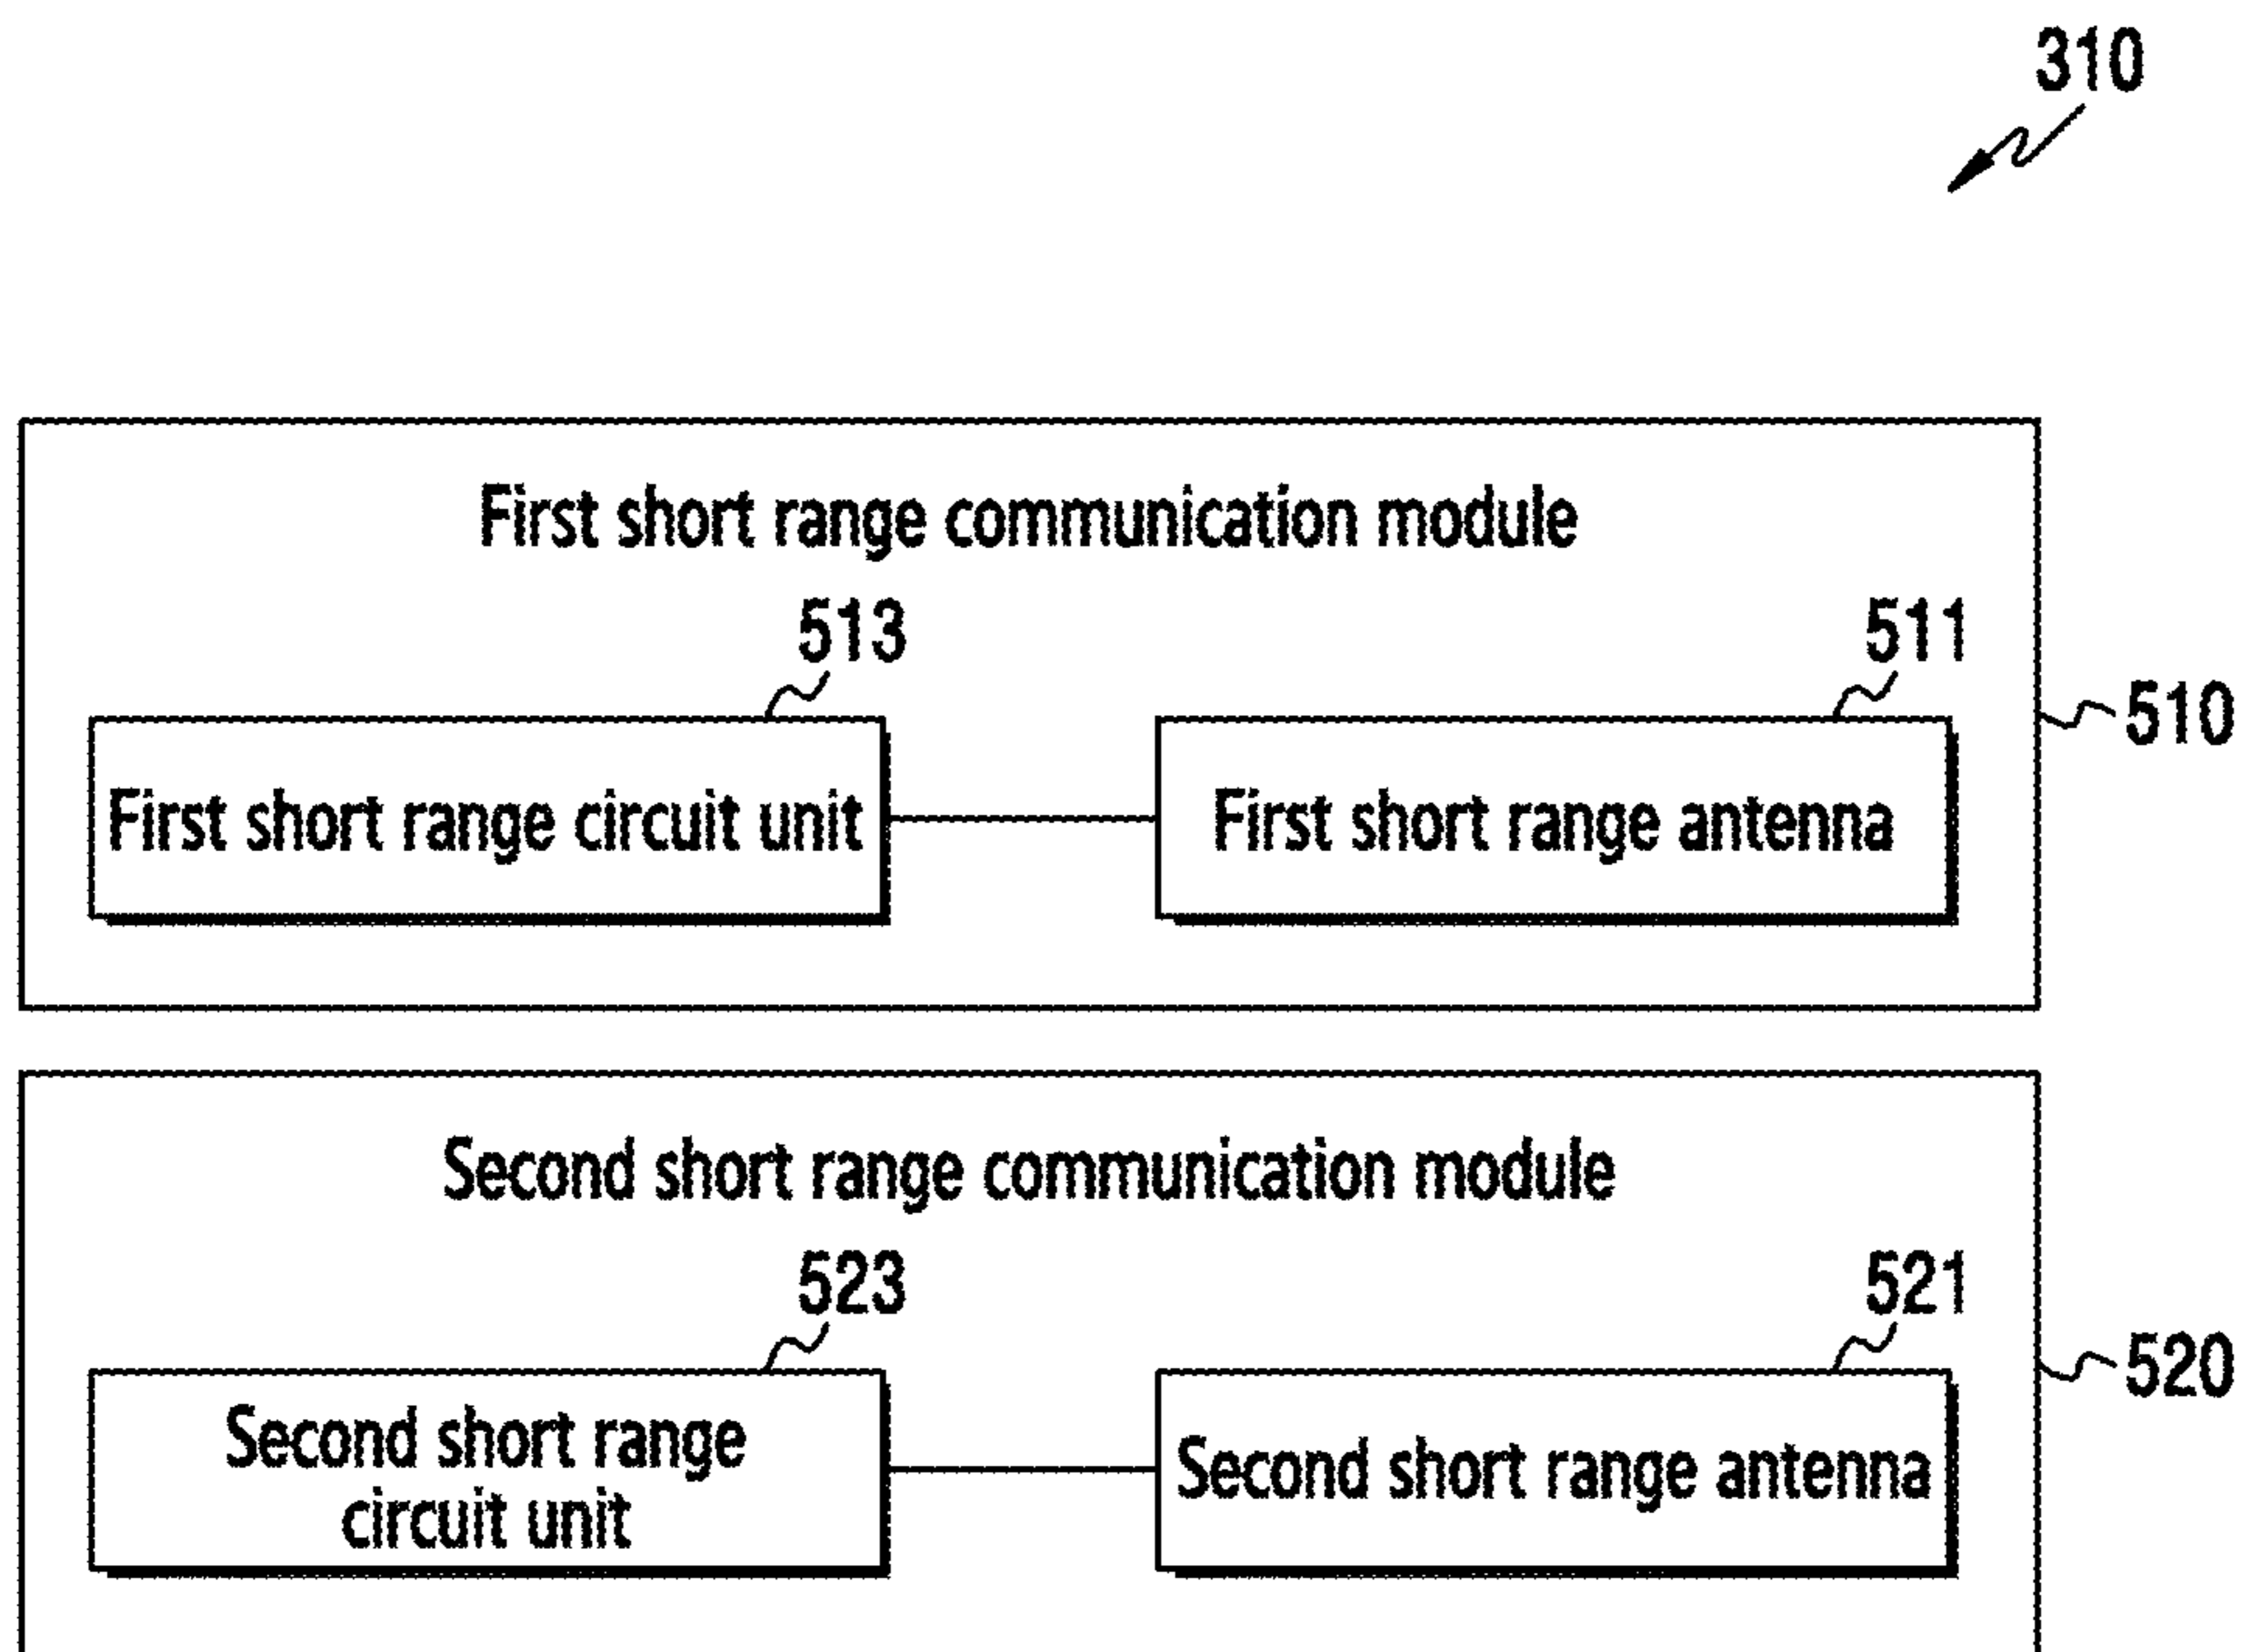 310
First short range communication module
513
511
510
First short range circuit unit
First short range antenna
Second short range communication module
523
521
520
Second short range
circuit unit
Second short range antenna